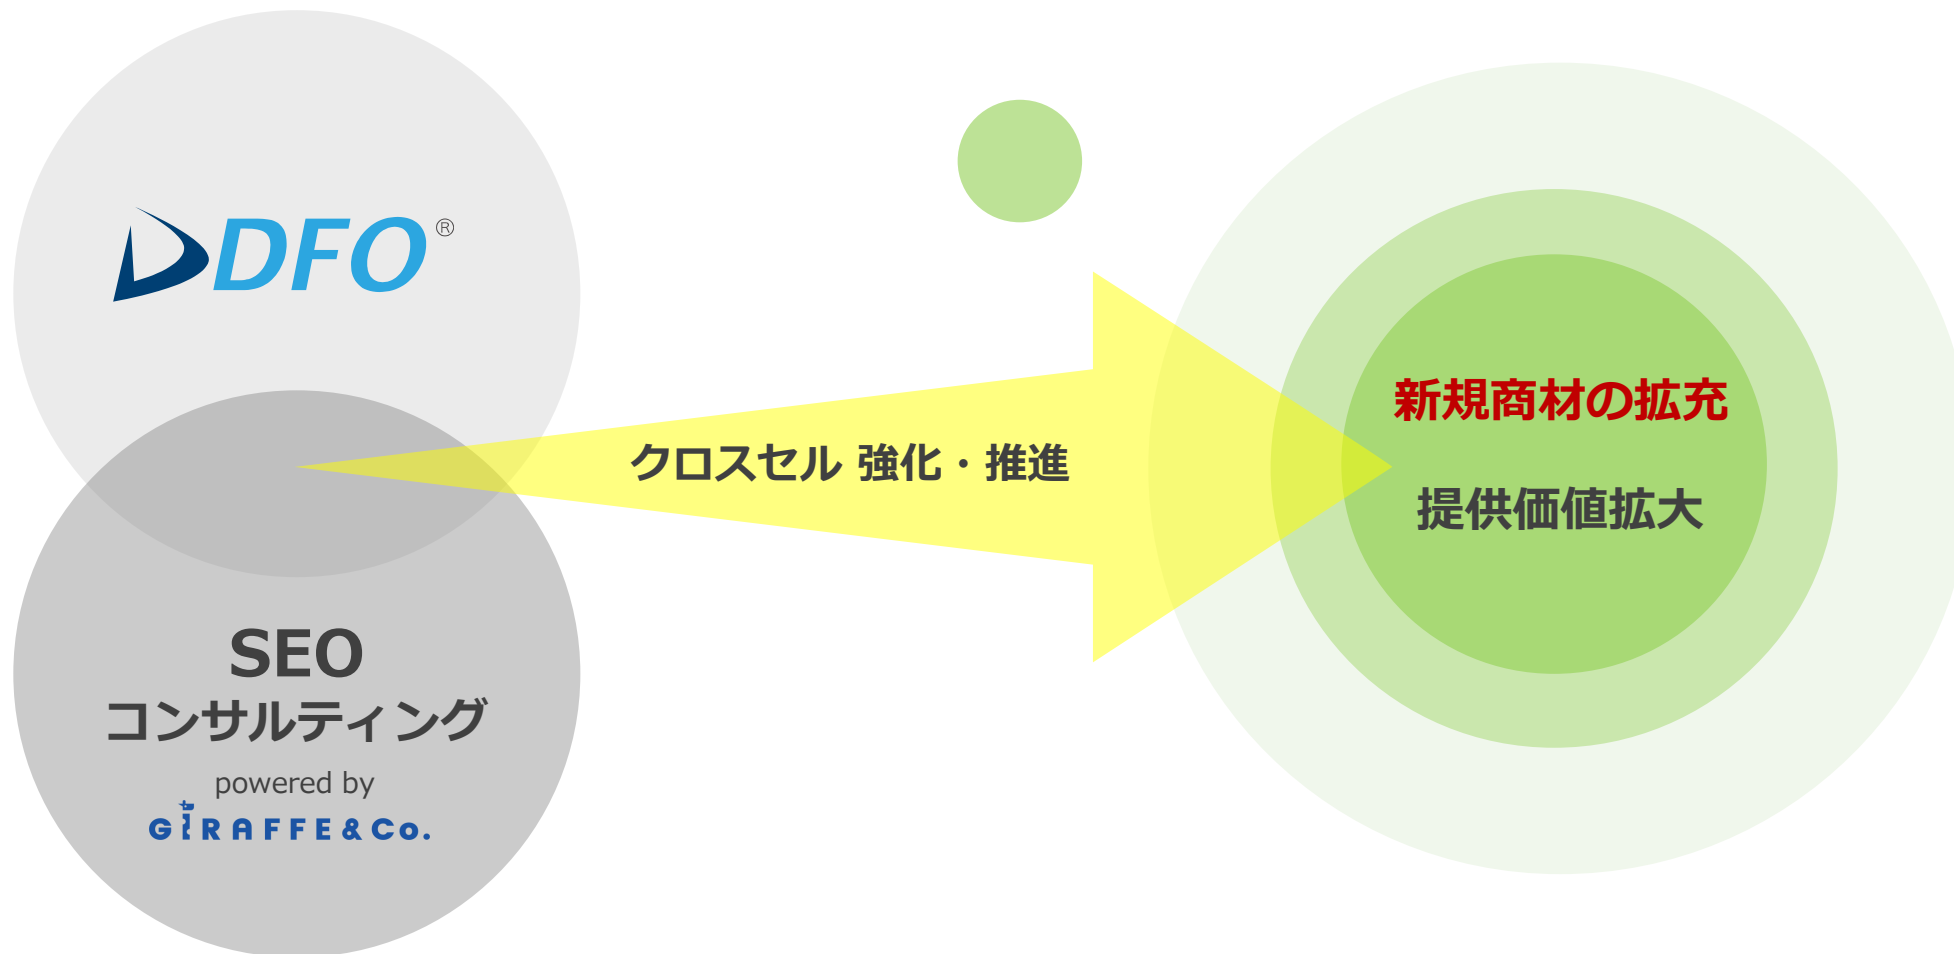 DFO®
クロスセル 強化・推進
新規商材の拡充
提供価値拡大
SEO
コンサルティング
powered by
GIRAFFE&Co.